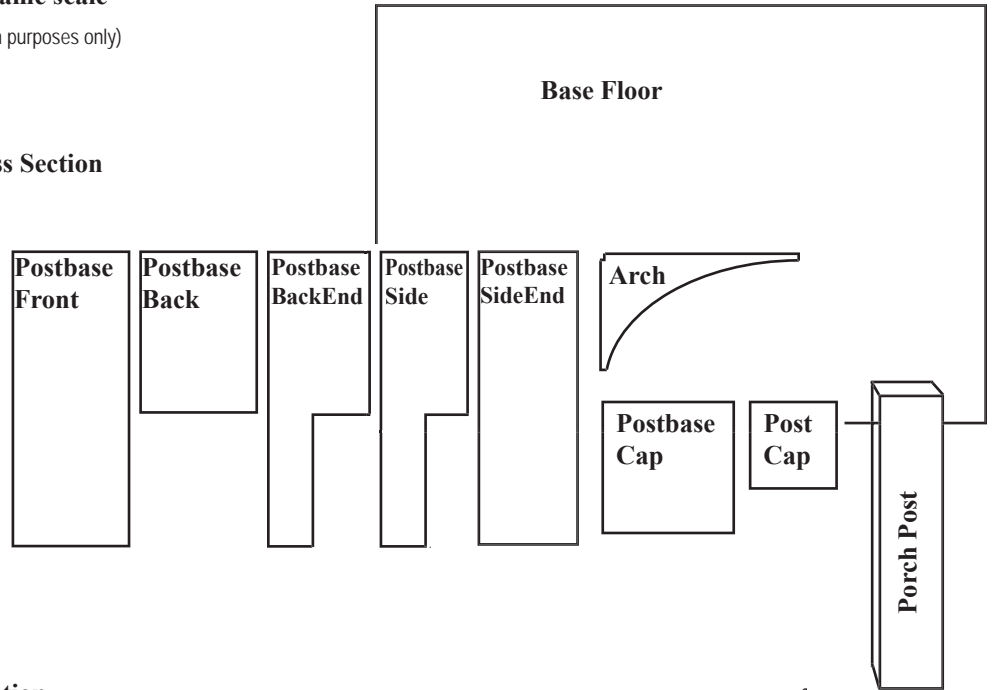 purposes only)
Base Floor
Section
Postbase
Front
Postbase
Back
Postbase
BackEnd
Postbase
Side
Postbase
SideEnd
Arch
Postbase
Cap
Post
Cap
Porch Post